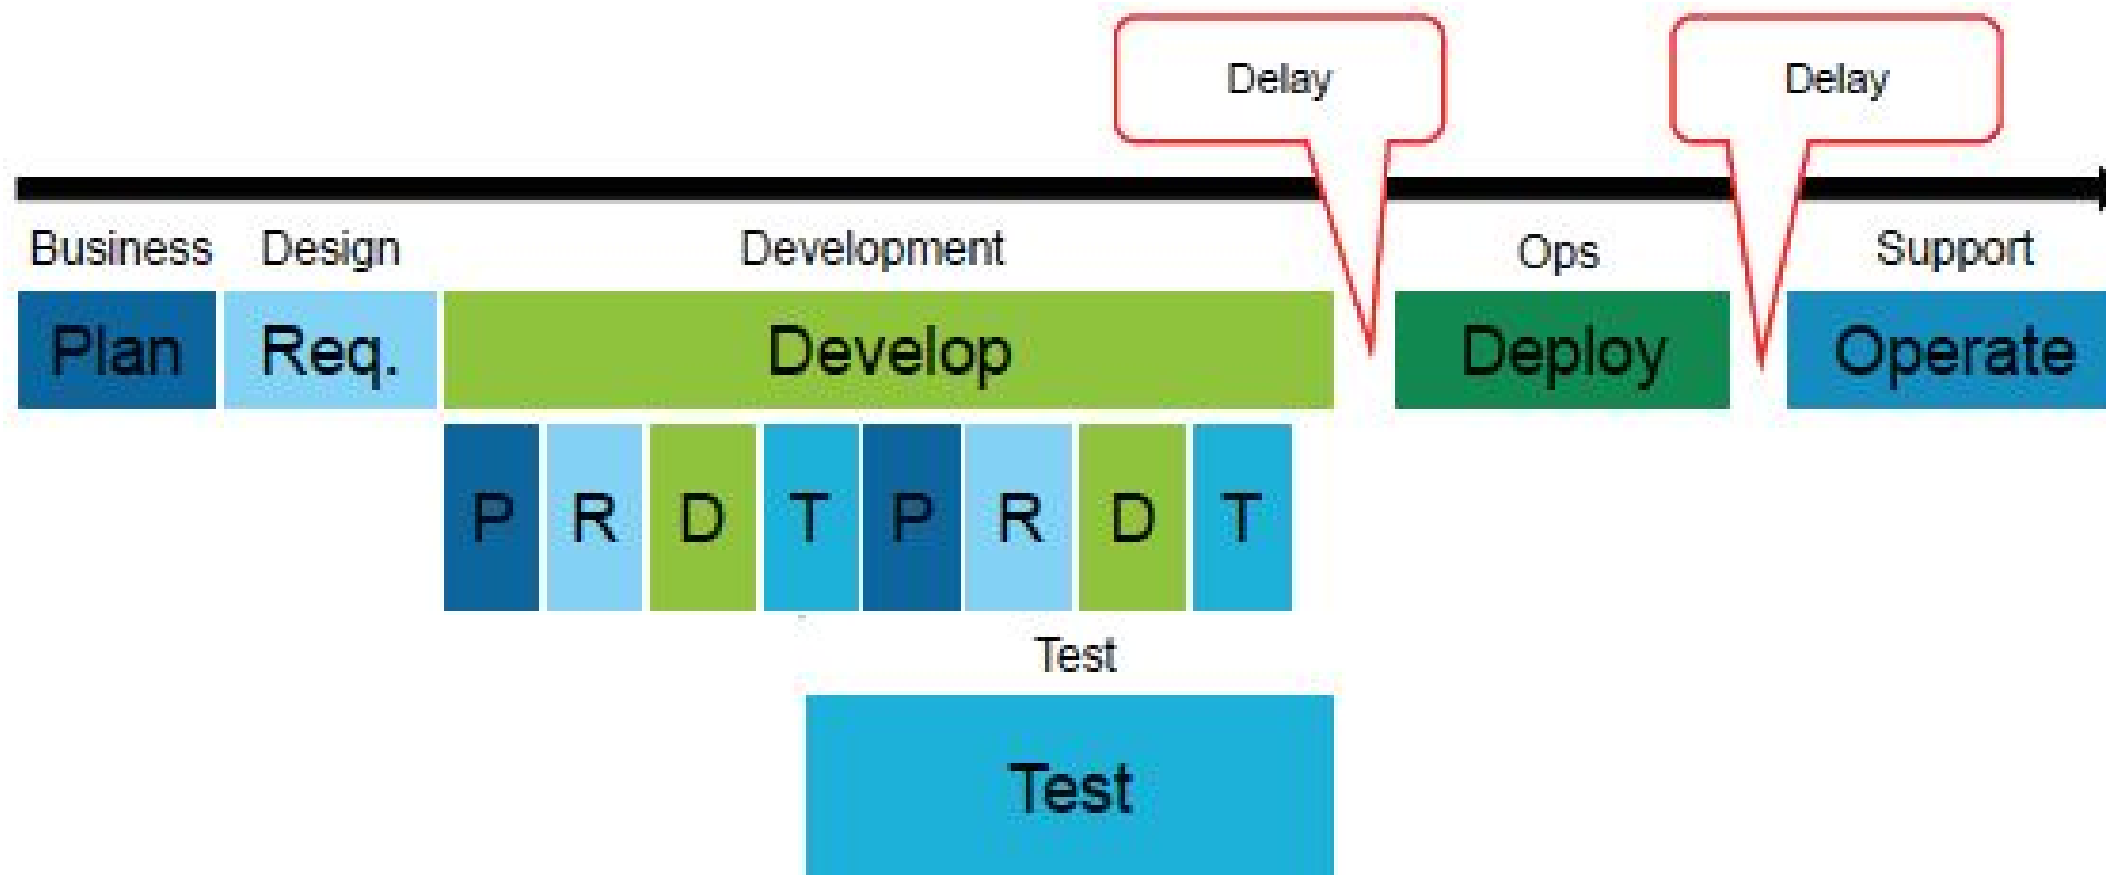 Delay
Delay
Business Design Development Ops Support
Plan Req. Develop Deploy Operate
P R D T P R D T
Test
Test